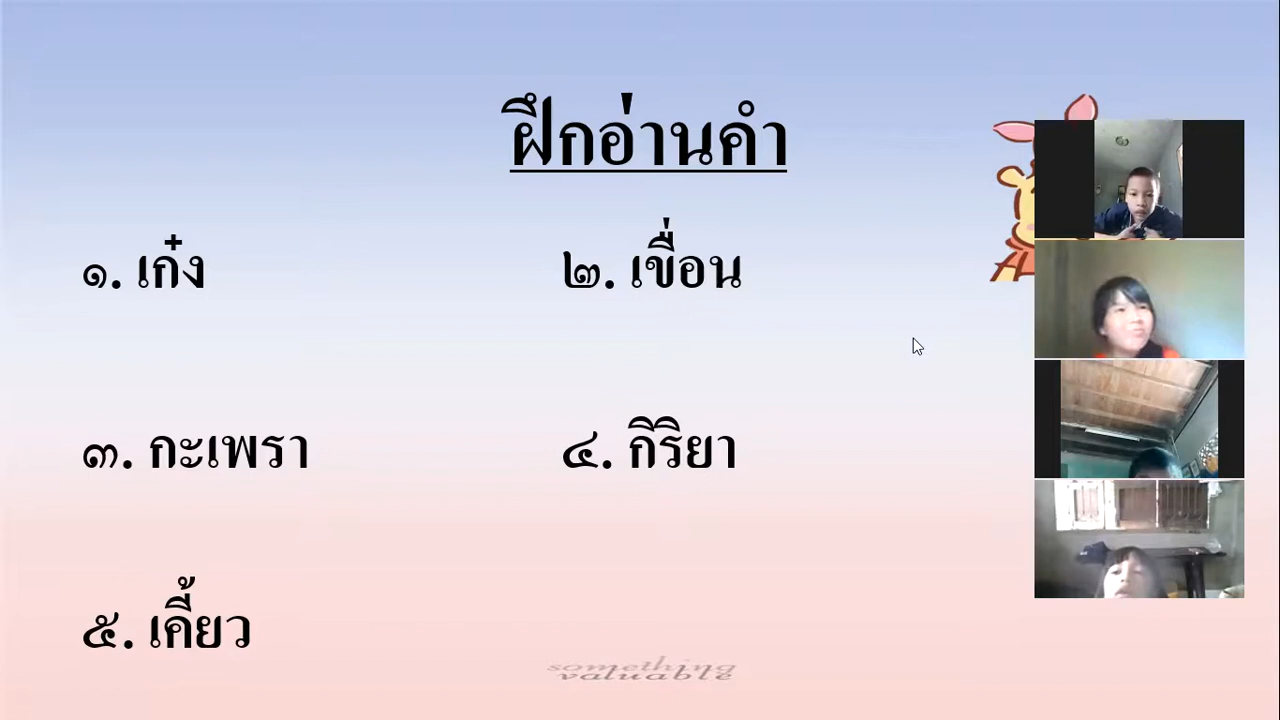 ฝึกอ่านคำ
๑. เก๋ง
๒. เขื่อน
๓. กะเพรา
๔. กิริยา
๕. เคี้ยว
something
valuable